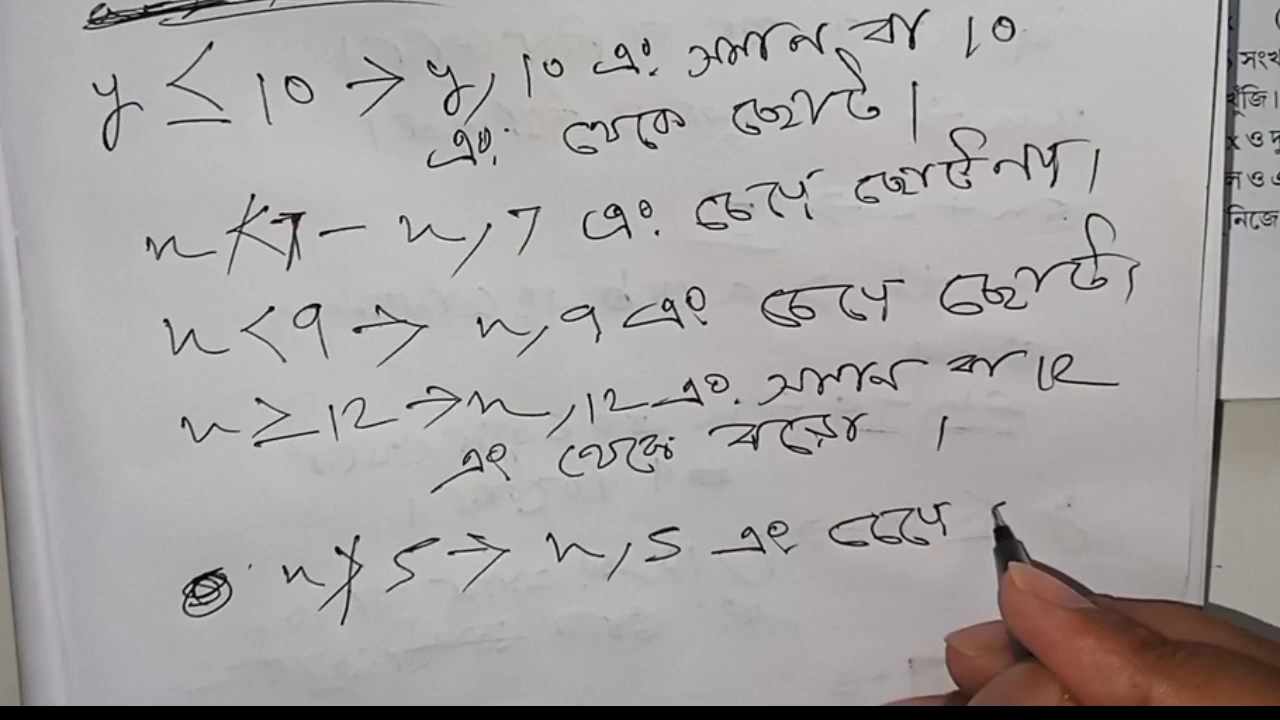 y ≤ 10 → y, 10 এর সমান বা 10
এর থেকে ছোট।
x ≮ 7 – x, 7 এর চেয়ে ছোট নয়।
x < 9 → x, 9 এর চেয়ে ছোট।
x ≥ 12 → x, 12 এর সমান বা 12
এর থেকে বড়ো।
x ≯ 5 → x, 5 এর চেয়ে
সংখ
খুঁজি।
x ও দু
নিজে